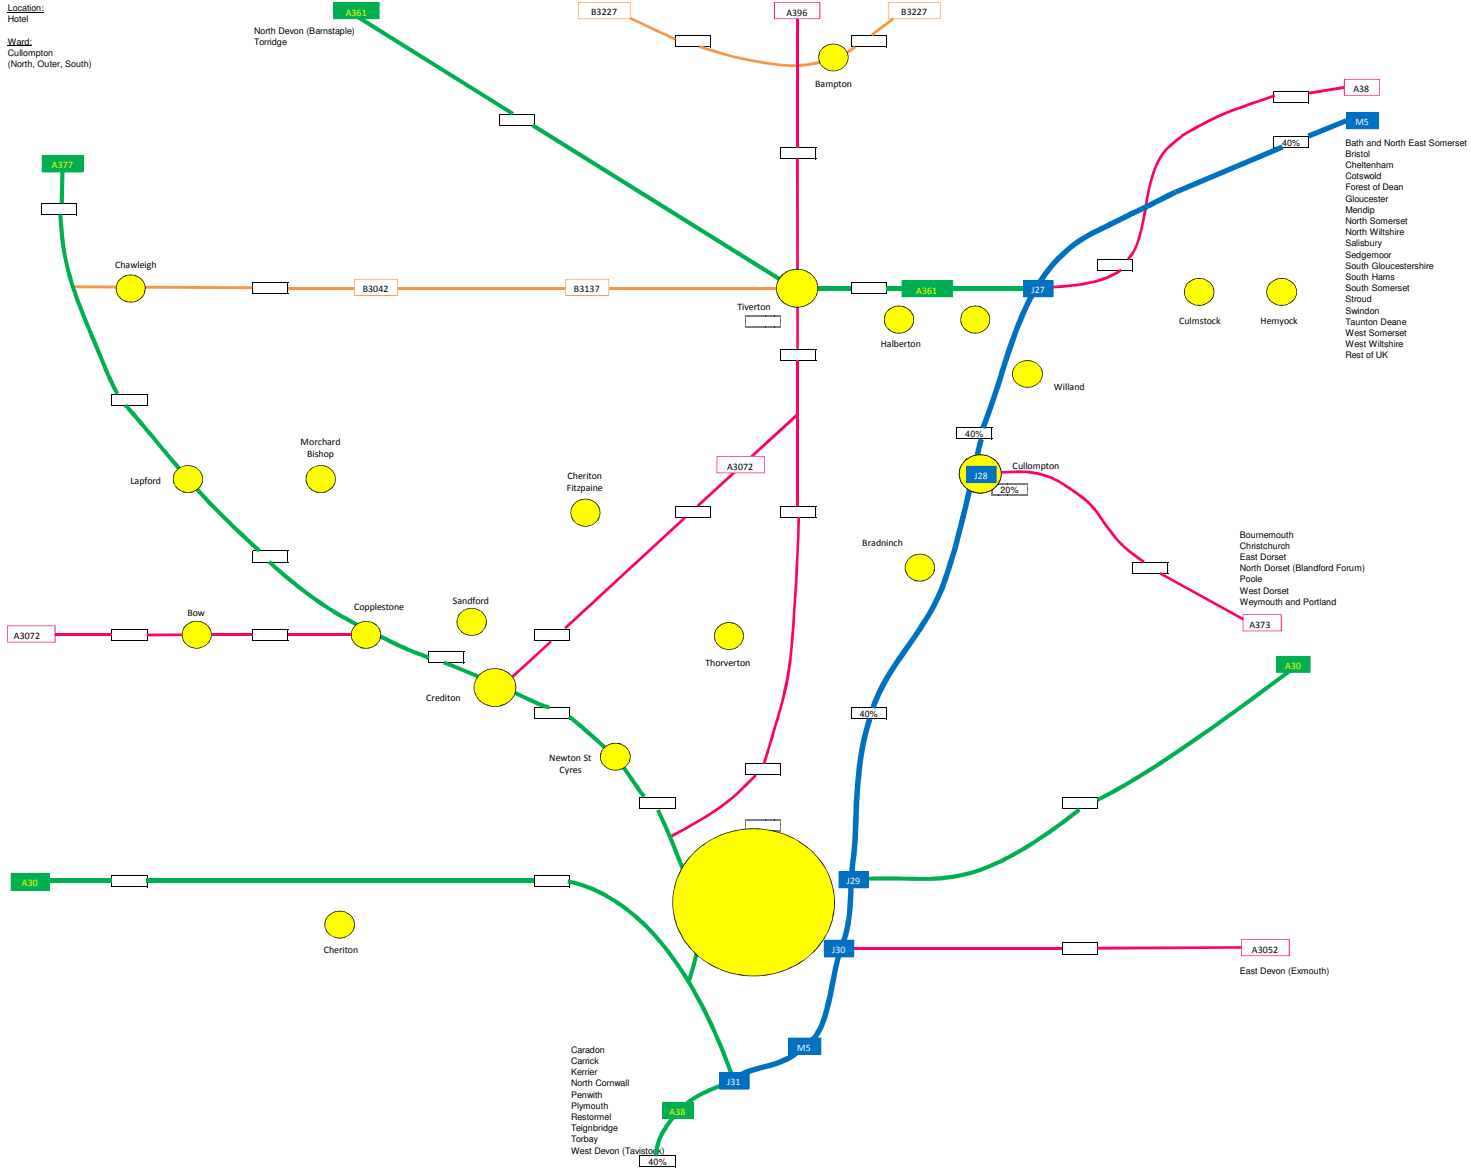 Location:
Hotel
Ward:
Cullompton
(North, Outer, South)
A361
North Devon (Barnstaple)
Torridge
B3227
A396
B3227
Bampton
A38
M5
40%
Bath and North East Somerset
Bristol
Cheltenham
Cotswold
Forest of Dean
Gloucester
Mendip
North Somerset
North Wiltshire
Salisbury
Sedgemoor
South Gloucestershire
South Hams
South Somerset
Stroud
Swindon
Taunton Deane
West Somerset
West Wiltshire
Rest of UK
A377
Chawleigh
B3042
B3137
Tiverton
A361
J27
Halberton
Culmstock
Hemyock
Willand
40%
Morchard
Bishop
Lapford
A3072
Cheriton
Fitzpaine
Cullompton
J28
20%
Bradninch
Bournemouth
Christchurch
East Dorset
North Dorset (Blandford Forum)
Poole
West Dorset
Weymouth and Portland
A373
A3072
Bow
Copplestone
Sandford
Thorverton
A30
Crediton
40%
Newton St
Cyres
A30
J29
Cheriton
J30
A3052
East Devon (Exmouth)
M5
J31
A38
Caradon
Carrick
Kerrier
North Cornwall
Penwith
Plymouth
Restormel
Teignbridge
Torbay
West Devon (Tavistock)
40%